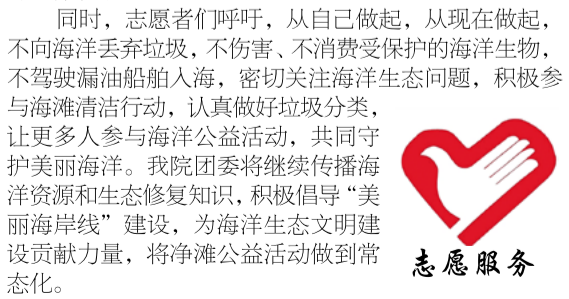 同时，志愿者们呼吁，从自己做起，从现在做起，
不向海洋丢弃垃圾，不伤害、不消费受保护的海洋生物，
不驾驶漏油船舶入海，密切关注海洋生态问题，积极参
与海滩清洁行动，认真做好垃圾分类，
让更多人参与海洋公益活动，共同守
护美丽海洋。我院团委将继续传播海
洋资源和生态修复知识，积极倡导“美
丽海岸线”建设，为海洋生态文明建
设贡献力量，将净滩公益活动做到常
态化。
志愿服务